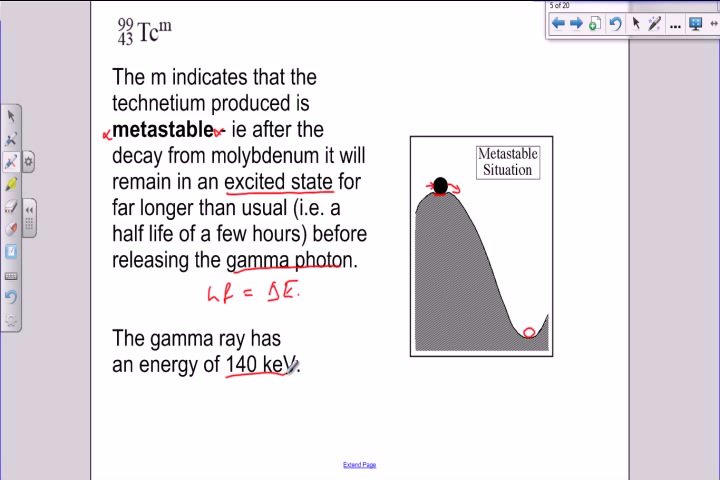 5 of 20
99
43 Tcm
The m indicates that the
technetium produced is
metastable - ie after the
decay from molybdenum it will
remain in an excited state for
far longer than usual (i.e. a
half life of a few hours) before
releasing the gamma photon.
hf = ΔE.
The gamma ray has
an energy of 140 keV.
Metastable
Situation
Extend Page